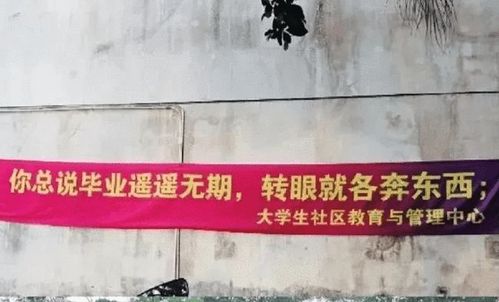 你总说毕业遥遥无期，转眼就各奔东西；
大学生社区教育与管理中心